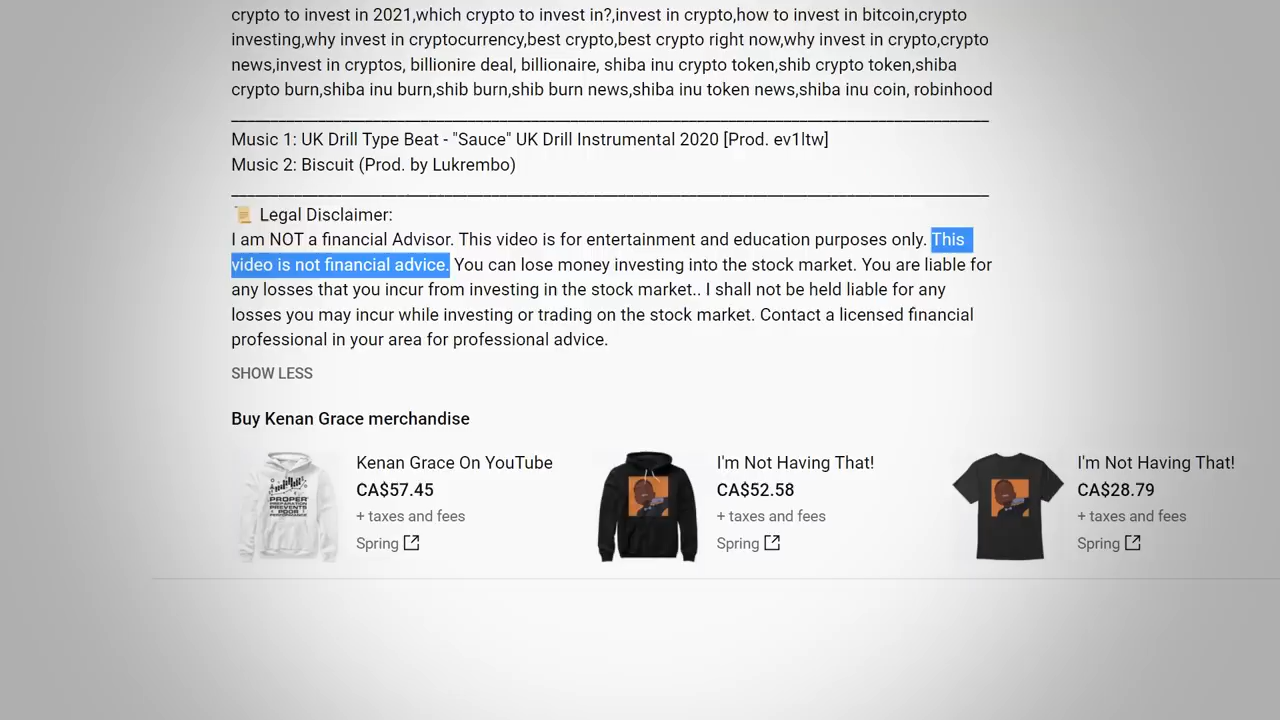 crypto to invest in 2021,which crypto to invest in?,invest in crypto,how to invest in bitcoin,crypto
investing,why invest in cryptocurrency,best crypto,best crypto right now,why invest in crypto,crypto
news,invest in cryptos, billionire deal, billionaire, shiba inu crypto token,shib crypto token,shiba
crypto burn,shiba inu burn,shib burn,shib burn news,shiba inu token news,shiba inu coin, robinhood
Music 1: UK Drill Type Beat - "Sauce" UK Drill Instrumental 2020 [Prod. ev1ltw]
Music 2: Biscuit (Prod. by Lukrembo)
📜 Legal Disclaimer:
I am NOT a financial Advisor. This video is for entertainment and education purposes only. This
video is not financial advice. You can lose money investing into the stock market. You are liable for
any losses that you incur from investing in the stock market.. I shall not be held liable for any
losses you may incur while investing or trading on the stock market. Contact a licensed financial
professional in your area for professional advice.
SHOW LESS
Buy Kenan Grace merchandise
PROPER
PREPARATION
PREVENTS
POOR
PERFORMANCE
Kenan Grace On YouTube
CA$57.45
+ taxes and fees
Spring
I'm Not Having That!
CA$52.58
+ taxes and fees
Spring
I'm Not Having That!
CA$28.79
+ taxes and fees
Spring